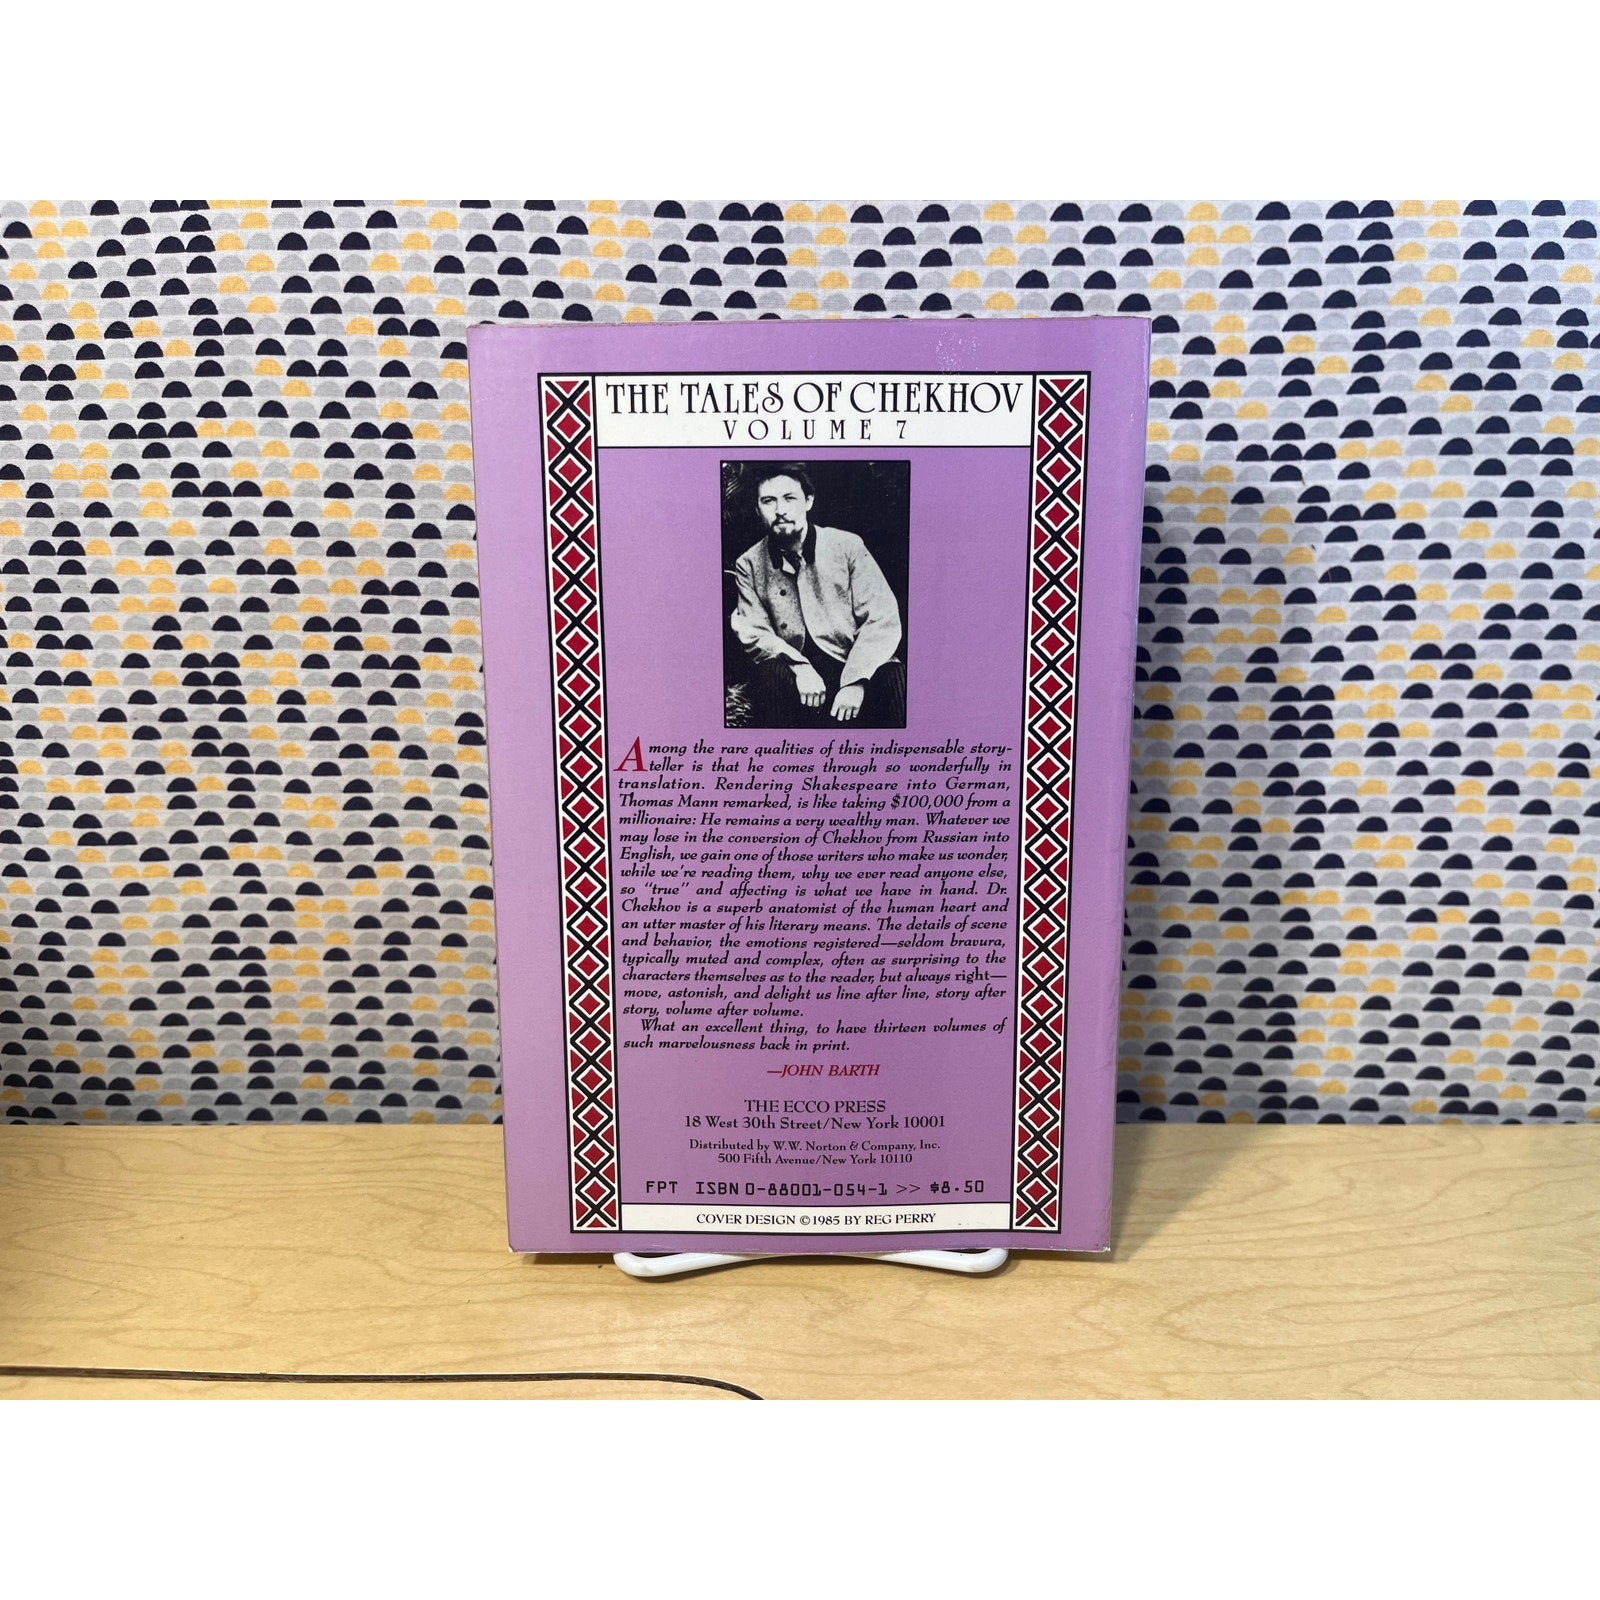 THE TALES OF CHEKHOV
VOLUME 7
Among the rare qualities of this indispensable story-
teller is that he comes through so wonderfully in
translation. Rendering Shakespeare into German,
Thomas Mann remarked, is like taking $100,000 from a
millionaire: He remains a very wealthy man. Whatever we
may lose in the conversion of Chekhov from Russian into
English, we gain one of those writers who make us wonder,
while we're reading them, why we ever read anyone else,
so "true" and affecting is what we have in hand. Dr.
Chekhov is a superb anatomist of the human heart and
an utter master of his literary means. The details of scene
and behavior, the emotions registered—seldom bravura,
typically muted and complex, often as surprising to the
characters themselves as to the reader, but always right—
move, astonish, and delight us line after line, story after
story, volume after volume.
What an excellent thing, to have thirteen volumes of
such marvelousness back in print.
—JOHN BARTH
THE ECCO PRESS
18 West 30th Street/New York 10001
Distributed by W.W. Norton & Company, Inc.
500 Fifth Avenue/New York 10110
FPT ISBN 0-88001-054-1 >> $8.50
COVER DESIGN © 1985 BY REG PERRY